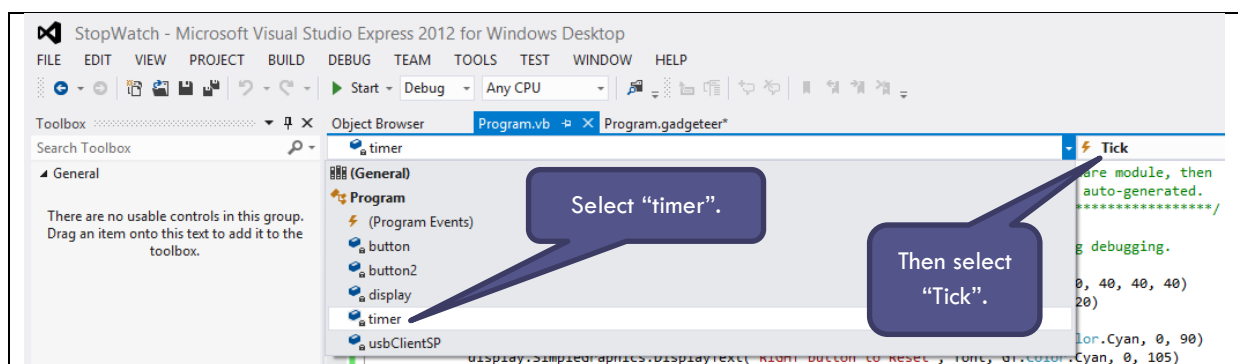 StopWatch - Microsoft Visual Studio Express 2012 for Windows Desktop
FILE EDIT VIEW PROJECT BUILD DEBUG TEAM TOOLS TEST WINDOW HELP
Start Debug Any CPU
Toolbox
Object Browser Program.vb Program.gadgeteer*
Search Toolbox
timer
Tick
General
There are no usable controls in this group.
Drag an item onto this text to add it to the
toolbox.
(General)
Program
(Program Events)
button
button2
display
timer
usbClientSP
Select “timer”.
Then select
“Tick”.
are module, then
auto-generated.
*****************/
g debugging.
0, 40, 40, 40)
20)
lor.Cyan, 0, 90)
display.SimpleGraphics.DisplayText("RIGHT button to Reset", font, GT.Color.Cyan, 0, 105)